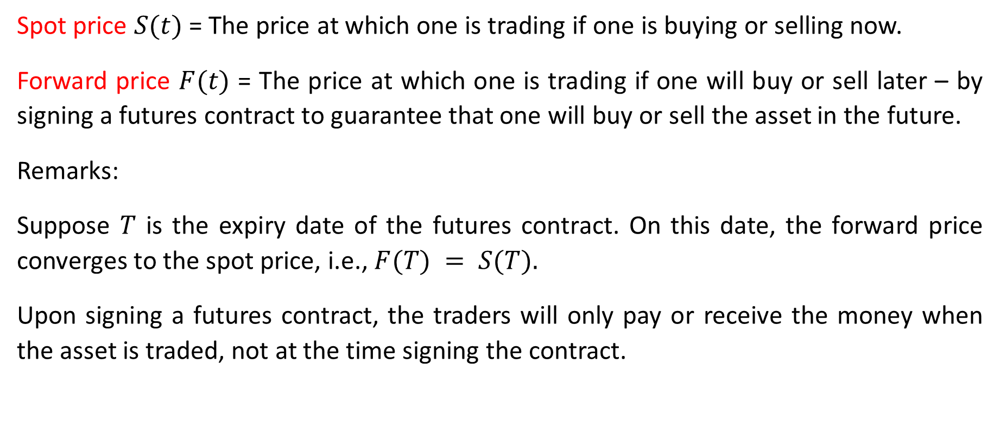 Spot price S(t) = The price at which one is trading if one is buying or selling now.
Forward price F(t) = The price at which one is trading if one will buy or sell later – by
signing a futures contract to guarantee that one will buy or sell the asset in the future.
Remarks:
Suppose T is the expiry date of the futures contract. On this date, the forward price
converges to the spot price, i.e., F(T) = S(T).
Upon signing a futures contract, the traders will only pay or receive the money when
the asset is traded, not at the time signing the contract.